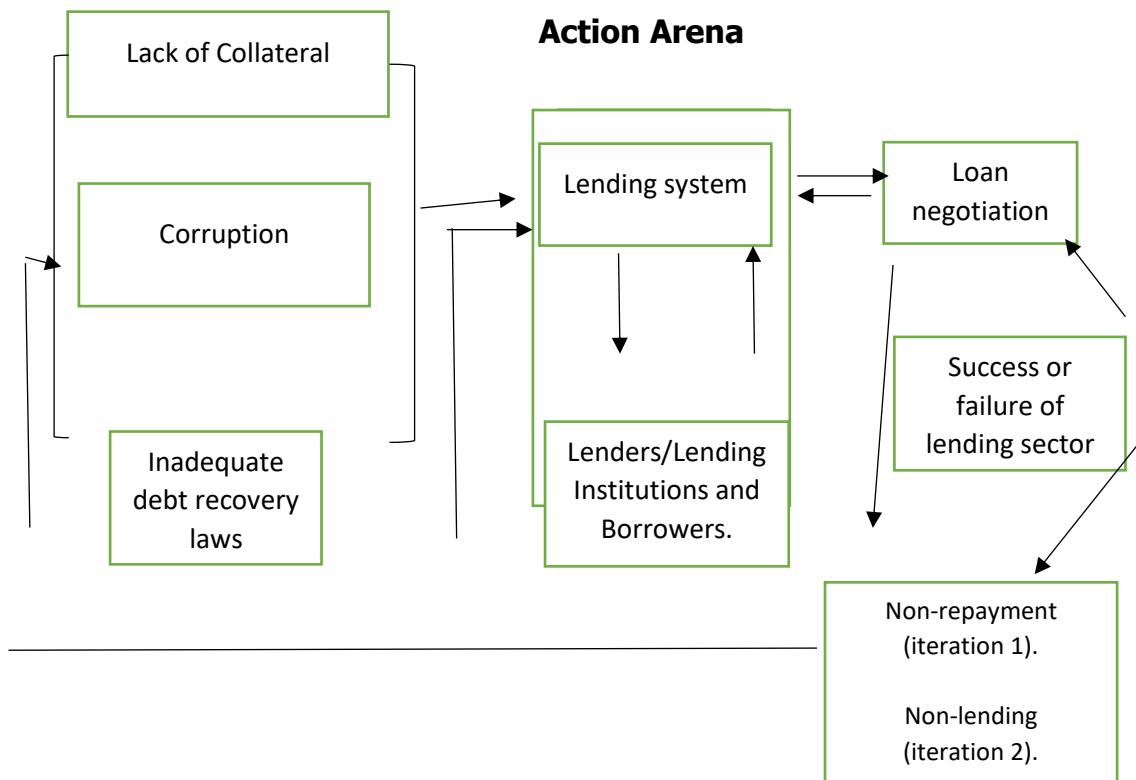 Action Arena
Lack of Collateral
Corruption
Inadequate
debt recovery
laws
Lending system
Lenders/Lending
Institutions and
Borrowers.
Loan
negotiation
Success or
failure of
lending sector
Non-repayment
(iteration 1).
Non-lending
(iteration 2).